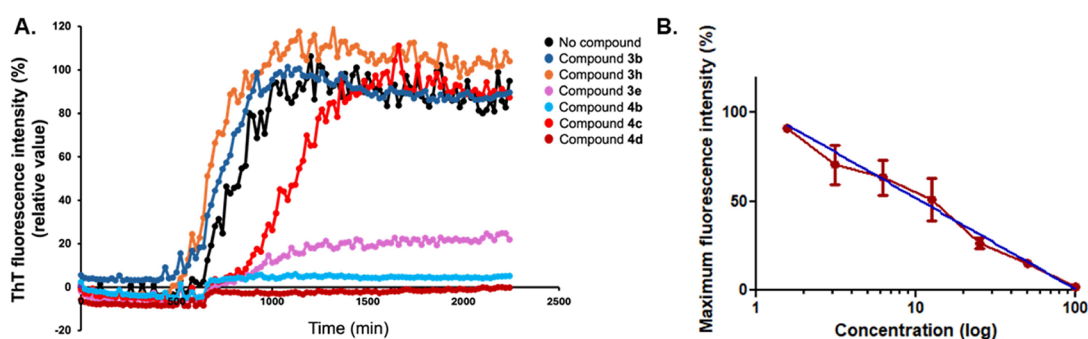 A.
ThT fluorescence intensity (%)
(relative value)
120
100
80
60
40
20
0
-20
0
500
1000
1500
2000
2500
Time (min)
No compound
Compound 3b
Compound 3h
Compound 3e
Compound 4b
Compound 4c
Compound 4d
B.
Maximum fluorescence intensity (%)
100
50
0
1
10
100
Concentration (log)